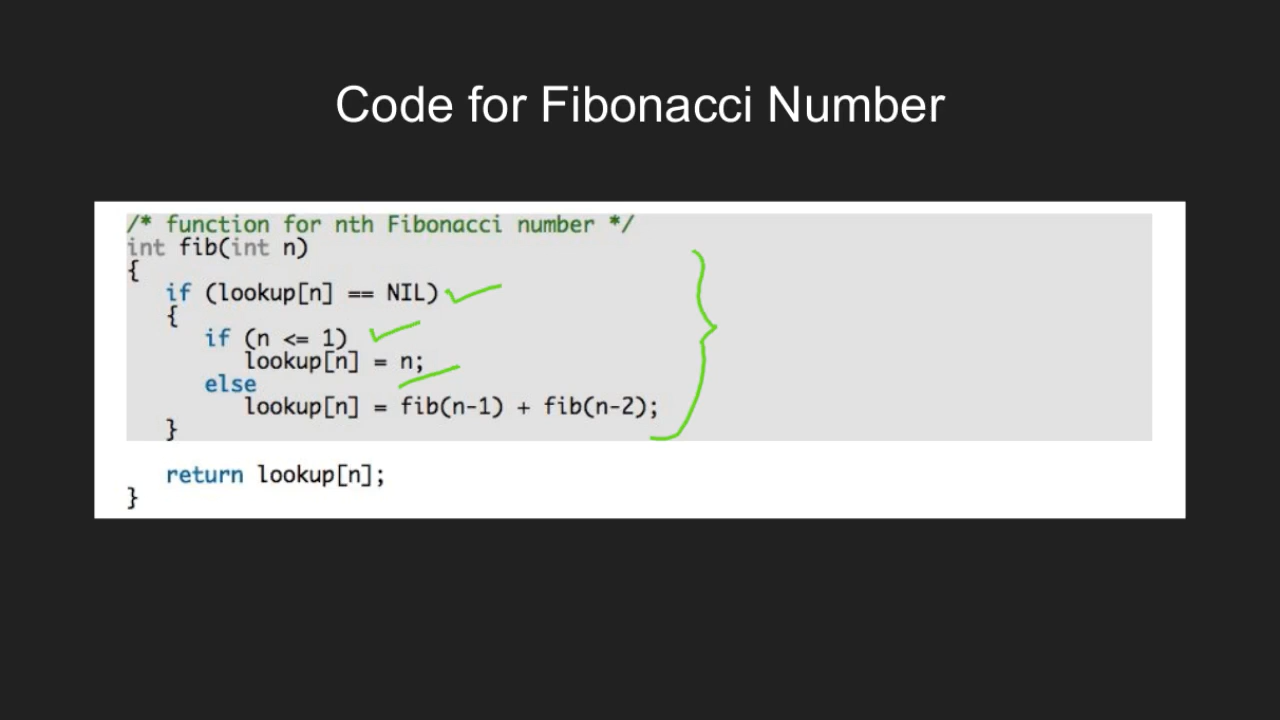 Code for Fibonacci Number
/* function for nth Fibonacci number */
int fib(int n)
{
if (lookup[n] == NIL)
{
if (n <= 1)
lookup[n] = n;
else
lookup[n] = fib(n-1) + fib(n-2);
}
return lookup[n];
}